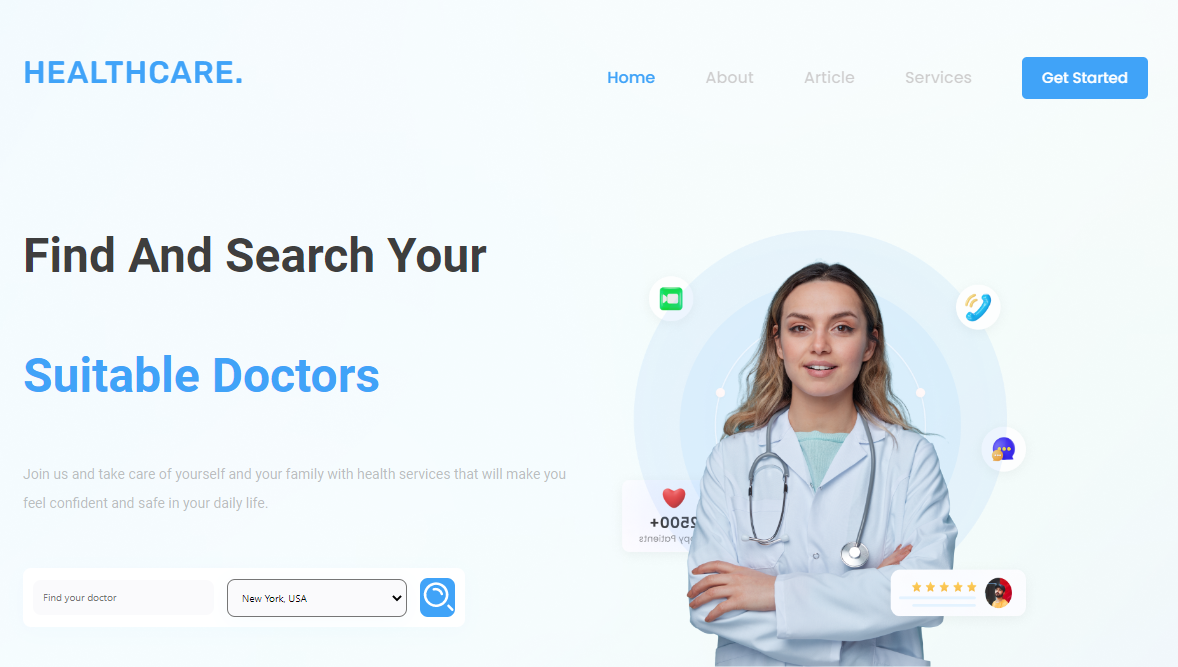 HEALTHCARE.
Home About Article Services Get Started
Find And Search Your
Suitable Doctors
Join us and take care of yourself and your family with health services that will make you
feel confident and safe in your daily life.
2500+
Patients
Find your doctor New York, USA